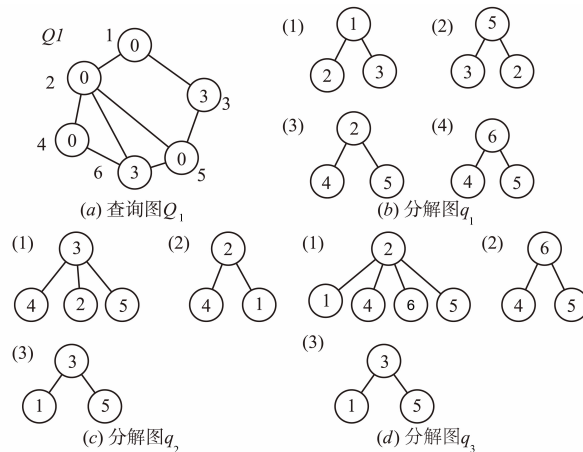 (1) (2)
Q1 1 0 1 5
2 0 2 3 3 2
3 3
(3) (4)
4 0 0 5 2 6
6 3 4 5 4 5
(a) 查询图Q₁ (b) 分解图q₁
(1) (2) (1) (2)
3 2 2 6
4 2 5 4 1 1 4 6 5 4 5
(3) (3)
3 3
1 5 1 5
(c) 分解图q₂ (d) 分解图q₃